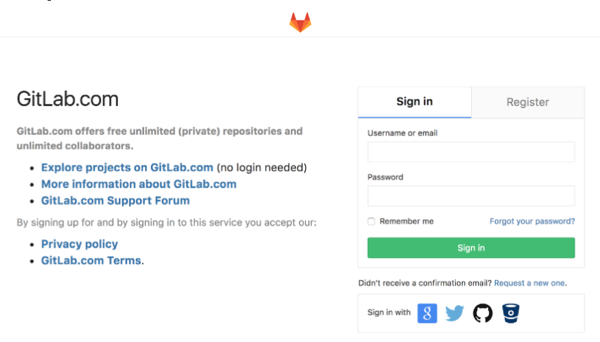 GitLab.com
GitLab.com offers free unlimited (private) repositories and
unlimited collaborators.
Explore projects on GitLab.com (no login needed)
More information about GitLab.com
GitLab.com Support Forum
By signing up for and by signing in to this service you accept our:
Privacy policy
GitLab.com Terms.
Sign in Register
Username or email
Password
Remember me Forgot your password?
Sign in
Didn't receive a confirmation email? Request a new one.
Sign in with